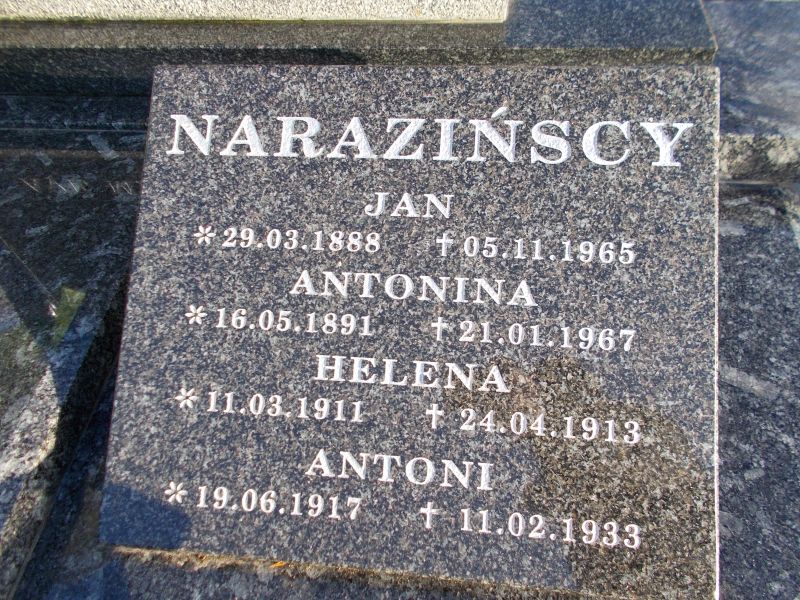 NARAZIŃSCY
JAN
* 29.03.1888 † 05.11.1965
ANTONINA
* 16.05.1891 † 21.01.1967
HELENA
* 11.03.1911 † 24.04.1913
ANTONI
* 19.06.1917 † 11.02.1933